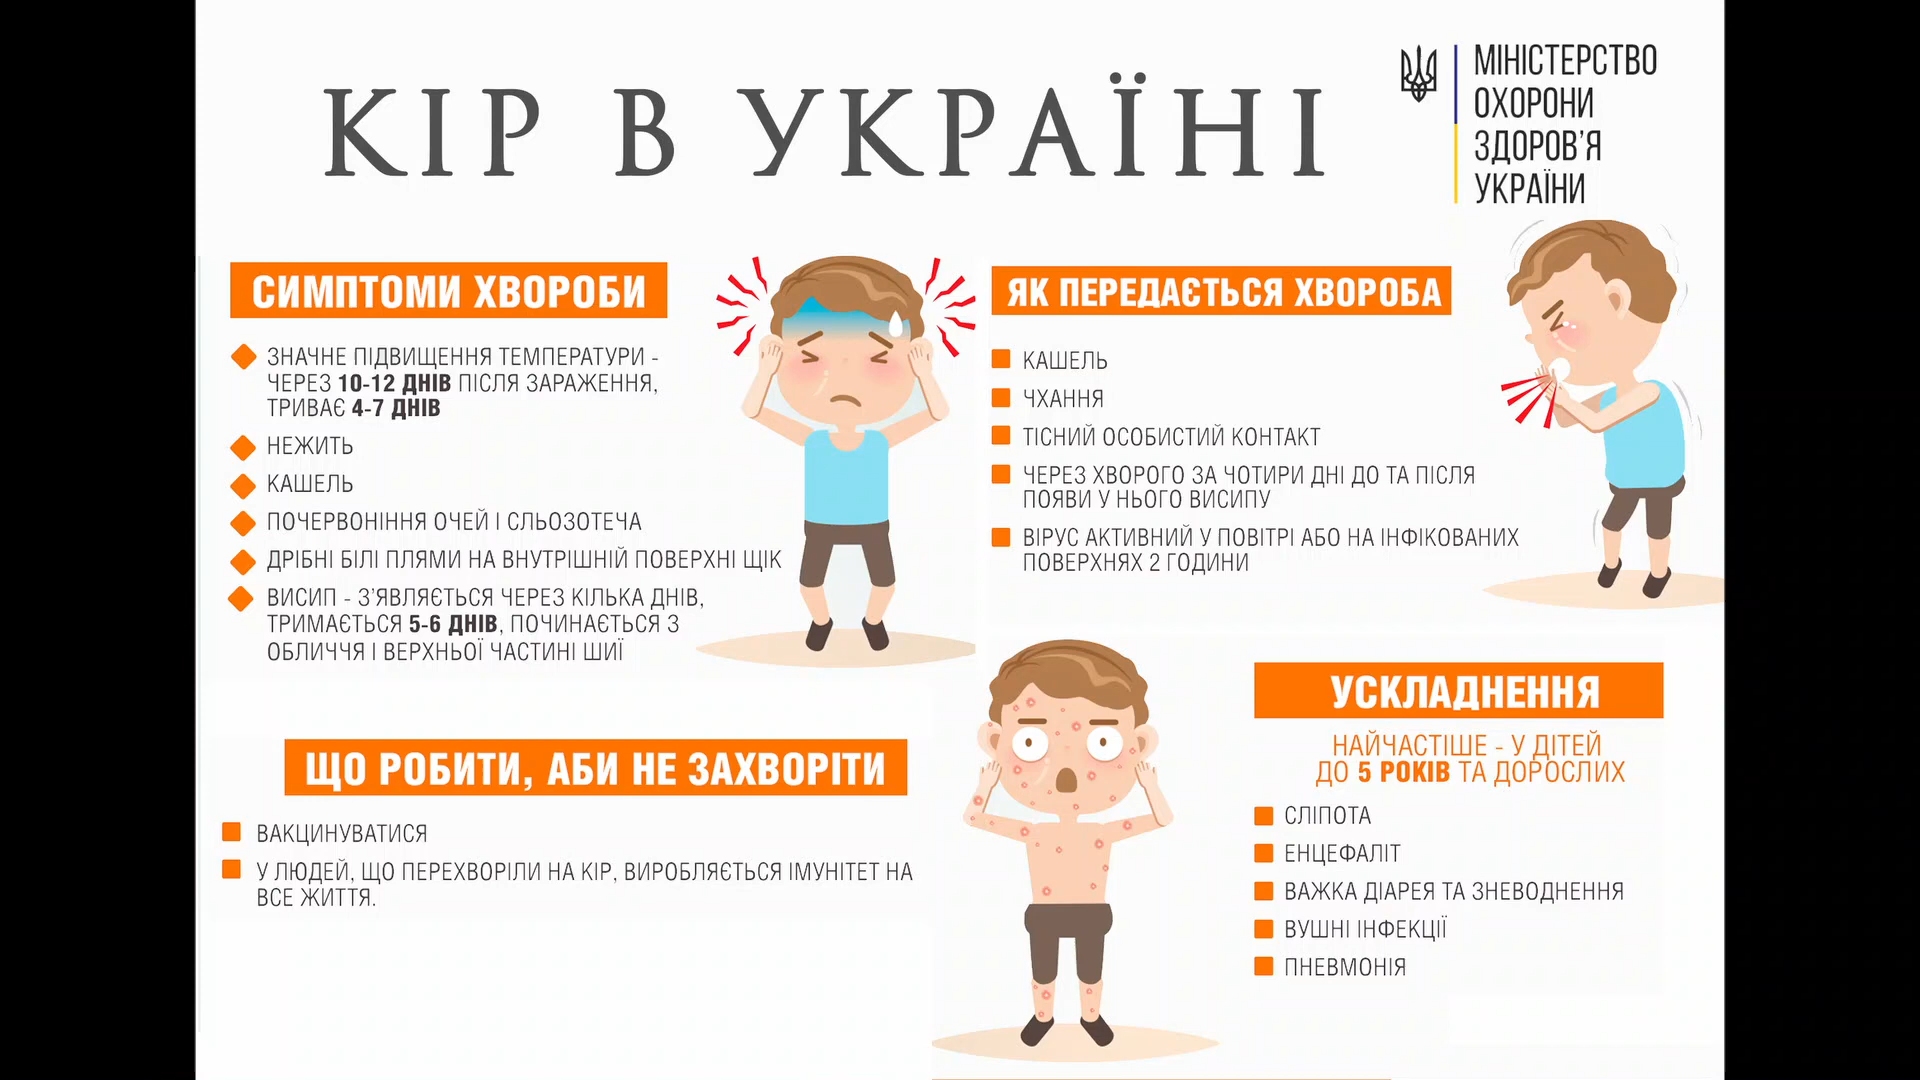 КІР В УКРАЇНІ
МІНІСТЕРСТВО
ОХОРОНИ
ЗДОРОВ'Я
УКРАЇНИ
СИМПТОМИ ХВОРОБИ
ЗНАЧНЕ ПІДВИЩЕННЯ ТЕМПЕРАТУРИ -
ЧЕРЕЗ 10-12 ДНІВ ПІСЛЯ ЗАРАЖЕННЯ,
ТРИВАЄ 4-7 ДНІВ
НЕЖИТЬ
КАШЕЛЬ
ПОЧЕРВОНІННЯ ОЧЕЙ І СЛЬОЗОТЕЧА
ДРІБНІ БІЛІ ПЛЯМИ НА ВНУТРІШНІЙ ПОВЕРХНІ ЩІК
ВИСИП - З'ЯВЛЯЄТЬСЯ ЧЕРЕЗ КІЛЬКА ДНІВ,
ТРИМАЄТЬСЯ 5-6 ДНІВ, ПОЧИНАЄТЬСЯ З
ОБЛИЧЧЯ І ВЕРХНЬОЇ ЧАСТИНІ ШИЇ
ЯК ПЕРЕДАЄТЬСЯ ХВОРОБА
КАШЕЛЬ
ЧХАННЯ
ТІСНИЙ ОСОБИСТИЙ КОНТАКТ
ЧЕРЕЗ ХВОРОГО ЗА ЧОТИРИ ДНІ ДО ТА ПІСЛЯ
ПОЯВИ У НЬОГО ВИСИПУ
ВІРУС АКТИВНИЙ У ПОВІТРІ АБО НА ІНФІКОВАНИХ
ПОВЕРХНЯХ 2 ГОДИНИ
ЩО РОБИТИ, АБИ НЕ ЗАХВОРІТИ
ВАКЦИНУВАТИСЯ
У ЛЮДЕЙ, ЩО ПЕРЕХВОРІЛИ НА КІР, ВИРОБЛЯЄТЬСЯ ІМУНІТЕТ НА
ВСЕ ЖИТТЯ.
УСКЛАДНЕННЯ
НАЙЧАСТІШЕ - У ДІТЕЙ
ДО 5 РОКІВ ТА ДОРОСЛИХ
СЛІПОТА
ЕНЦЕФАЛІТ
ВАЖКА ДІАРЕЯ ТА ЗНЕВОДНЕННЯ
ВУШНІ ІНФЕКЦІЇ
ПНЕВМОНІЯ